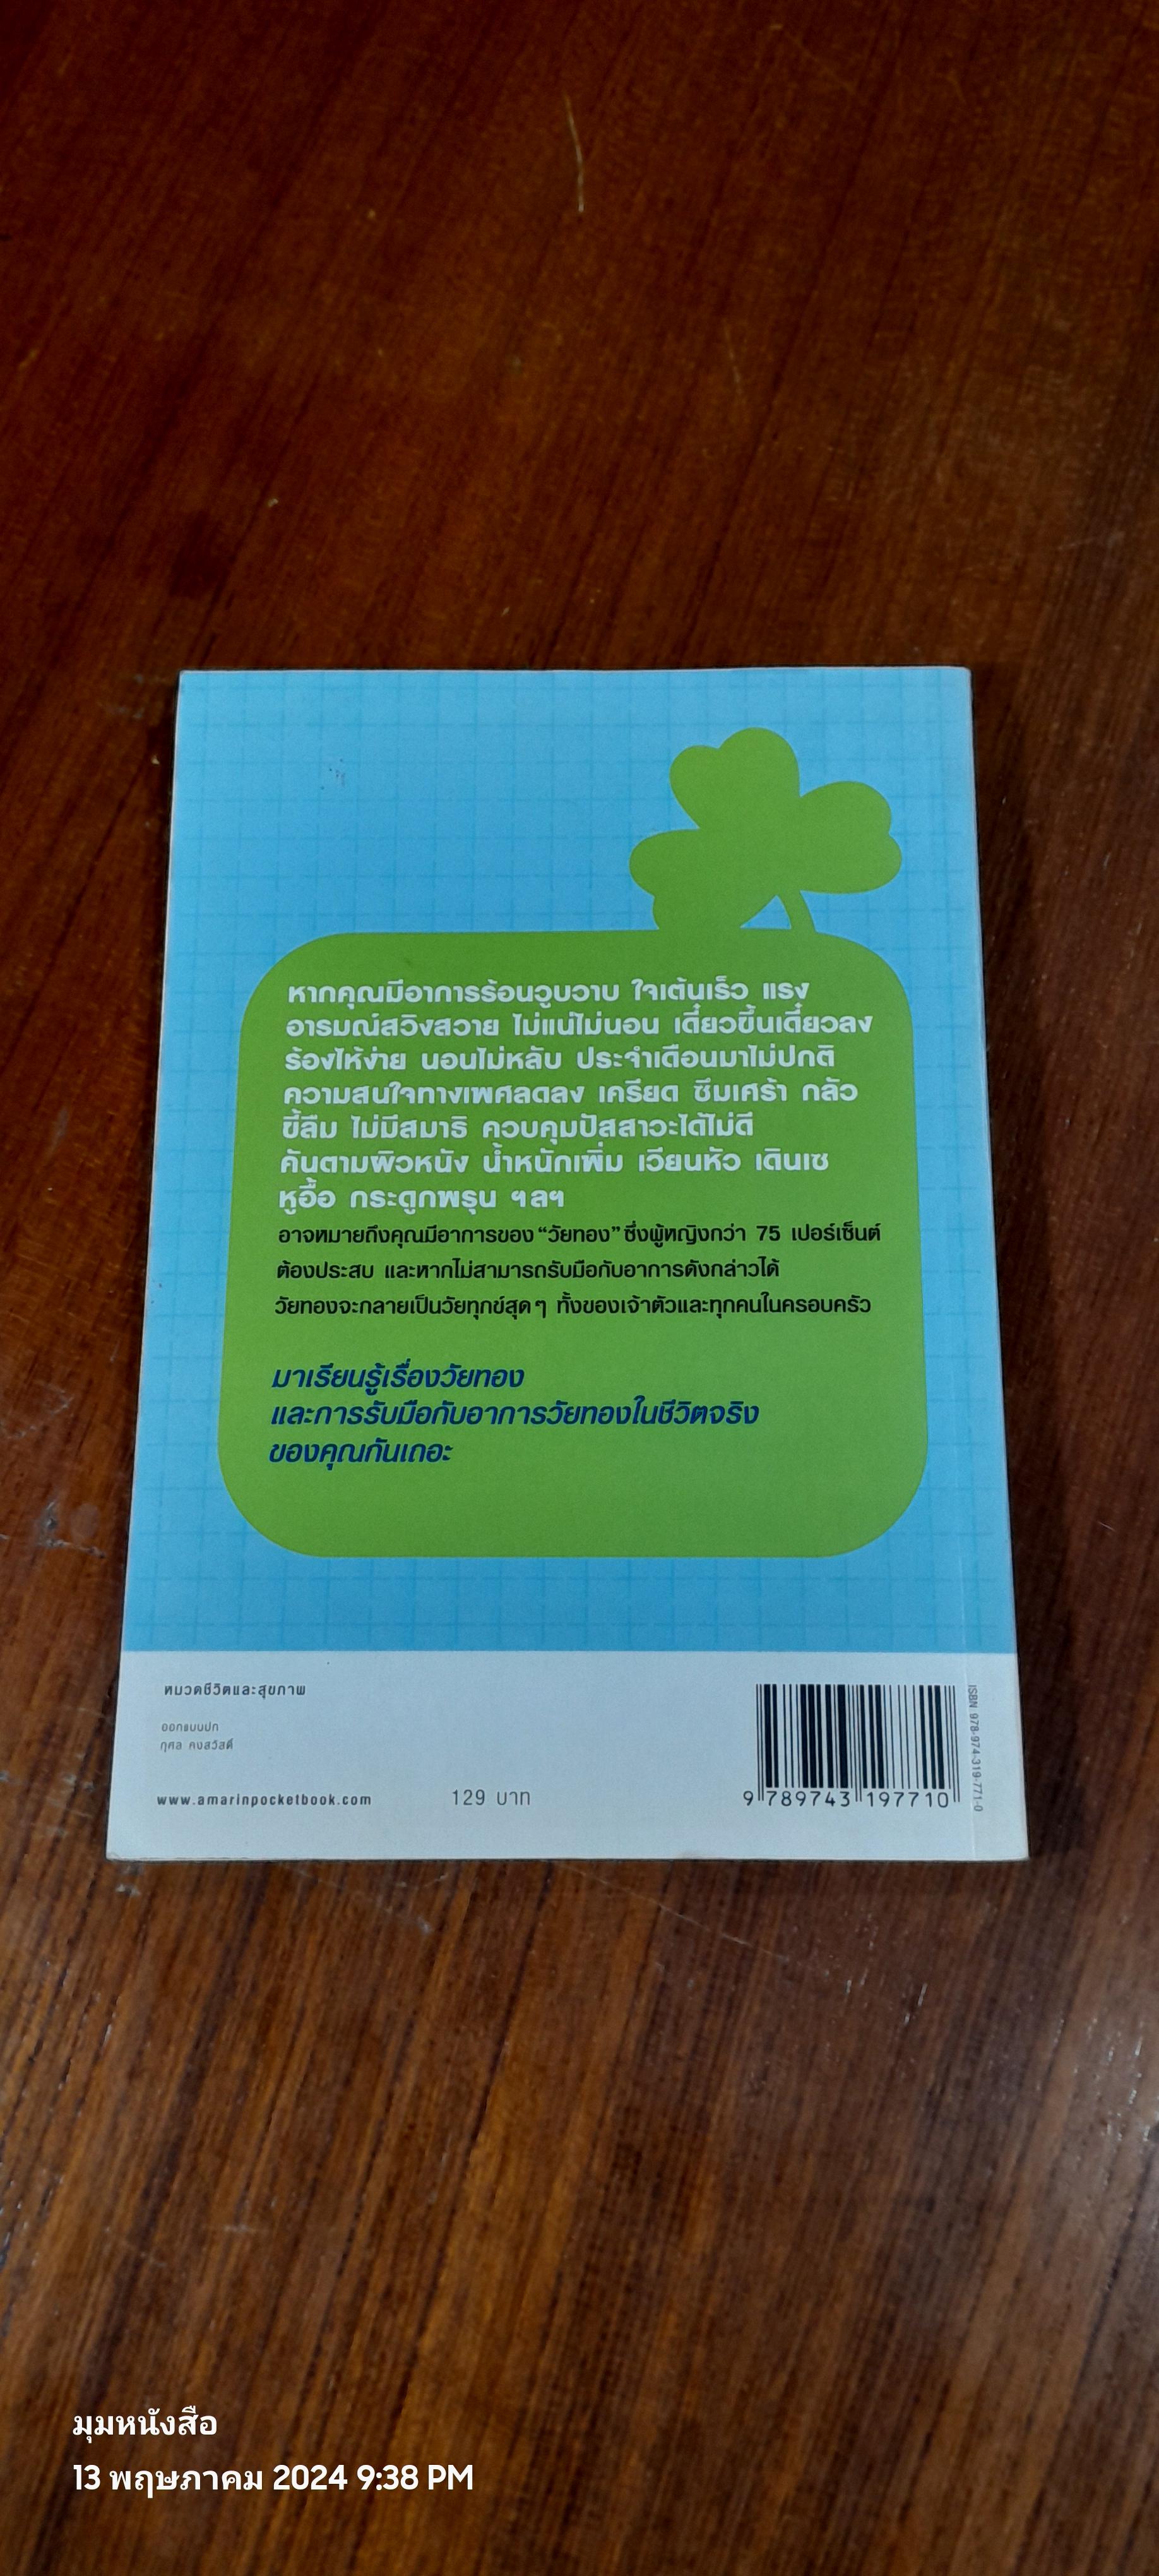 หากคุณมีอาการร้อนวูบวาบ ใจเต้นเร็ว แรง
อารมณ์สวิงสวาย ไม่แน่ไม่นอน เดี๋ยวขึ้นเดี๋ยวลง
ร้องไห้ง่าย นอนไม่หลับ ประจำเดือนมาไม่ปกติ
ความสนใจทางเพศลดลง เครียด ซึมเศร้า กลัว
ขี้ลืม ไม่มีสมาธิ ควบคุมปัสสาวะได้ไม่ดี
คันตามผิวหนัง น้ำหนักเพิ่ม เวียนหัว เดินเซ
หูอื้อ กระดูกพรุน ฯลฯ
อาจหมายถึงคุณมีอาการของ “วัยทอง” ซึ่งผู้หญิงกว่า 75 เปอร์เซ็นต์
ต้องประสบ และหากไม่สามารถรับมือกับอาการดังกล่าวได้
วัยทองจะกลายเป็นวัยทุกข์สุด ๆ ทั้งของเจ้าตัวและทุกคนในครอบครัว
มาเรียนรู้เรื่องวัยทอง
และการรับมือกับอาการวัยทองในชีวิตจริง
ของคุณกันเถอะ
หมวดชีวิตและสุขภาพ
ออกแบบปก
กุศล คงสวัสดิ์
www.amarinpocketbook.com
129 บาท
9 789743 197710
ISBN 978-974-319-771-0
มุมหนังสือ
13 พฤษภาคม 2024 9:38 PM